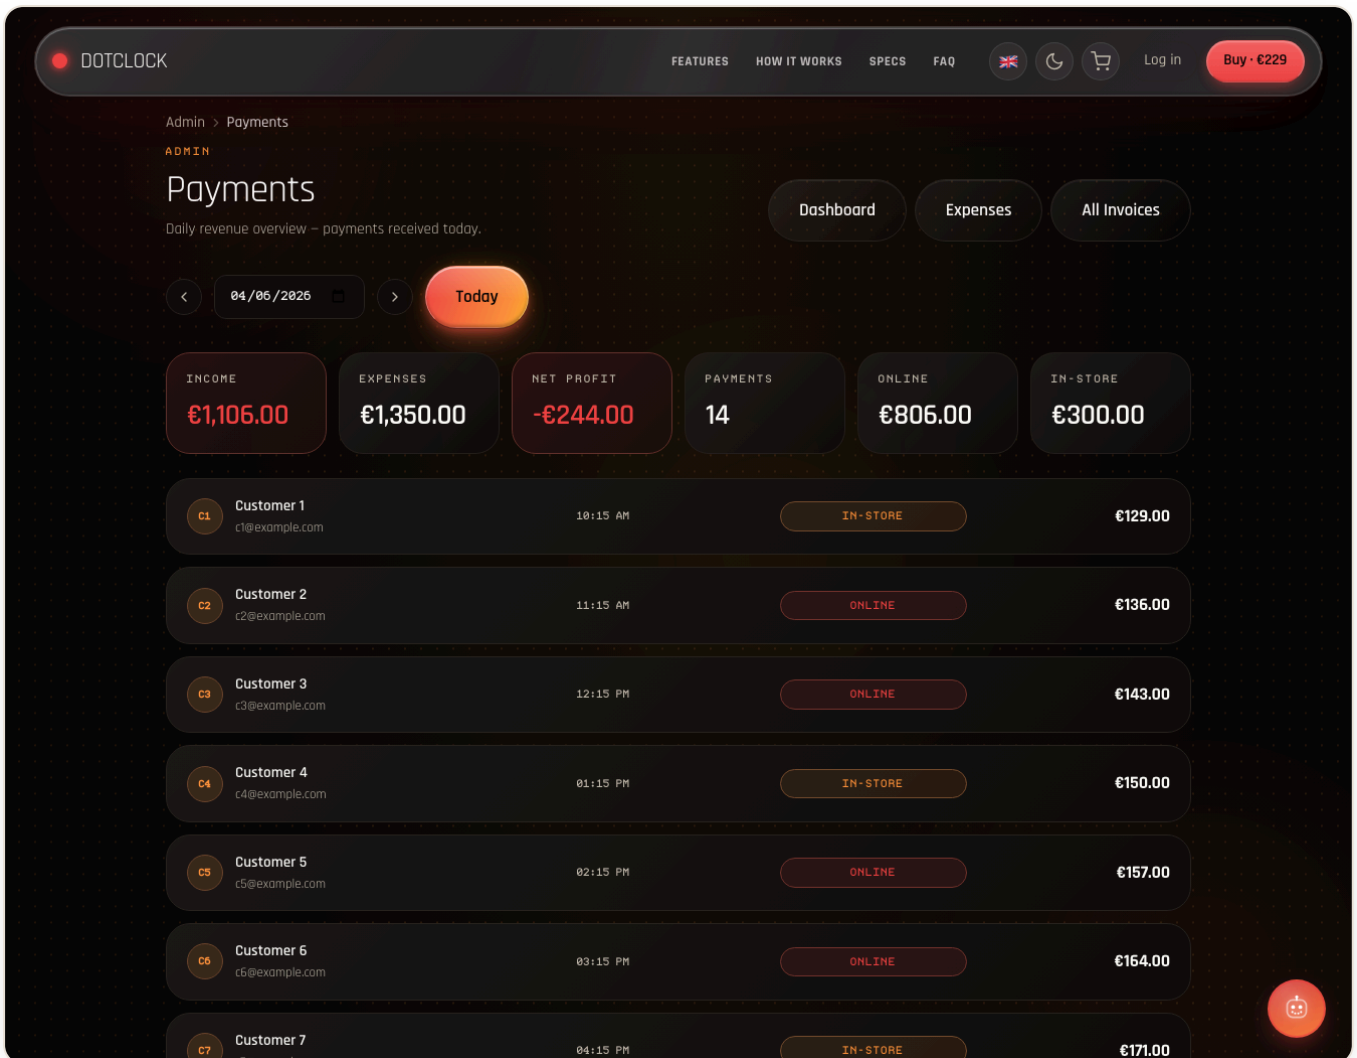 DOTCLOCK
FEATURES HOW IT WORKS SPECS FAQ Log in Buy · €229
Admin > Payments
ADMIN
Payments
Daily revenue overview — payments received today.
Dashboard Expenses All Invoices
04/06/2026 Today
INCOME EXPENSES NET PROFIT PAYMENTS ONLINE IN-STORE
€1,106.00 €1,350.00 -€244.00 14 €806.00 €300.00
C1 Customer 1 10:15 AM IN-STORE €129.00
c1@example.com
C2 Customer 2 11:15 AM ONLINE €136.00
c2@example.com
C3 Customer 3 12:15 PM ONLINE €143.00
c3@example.com
C4 Customer 4 01:15 PM IN-STORE €150.00
c4@example.com
C5 Customer 5 02:15 PM ONLINE €157.00
c5@example.com
C6 Customer 6 03:15 PM ONLINE €164.00
c6@example.com
C7 Customer 7 04:15 PM IN-STORE €171.00